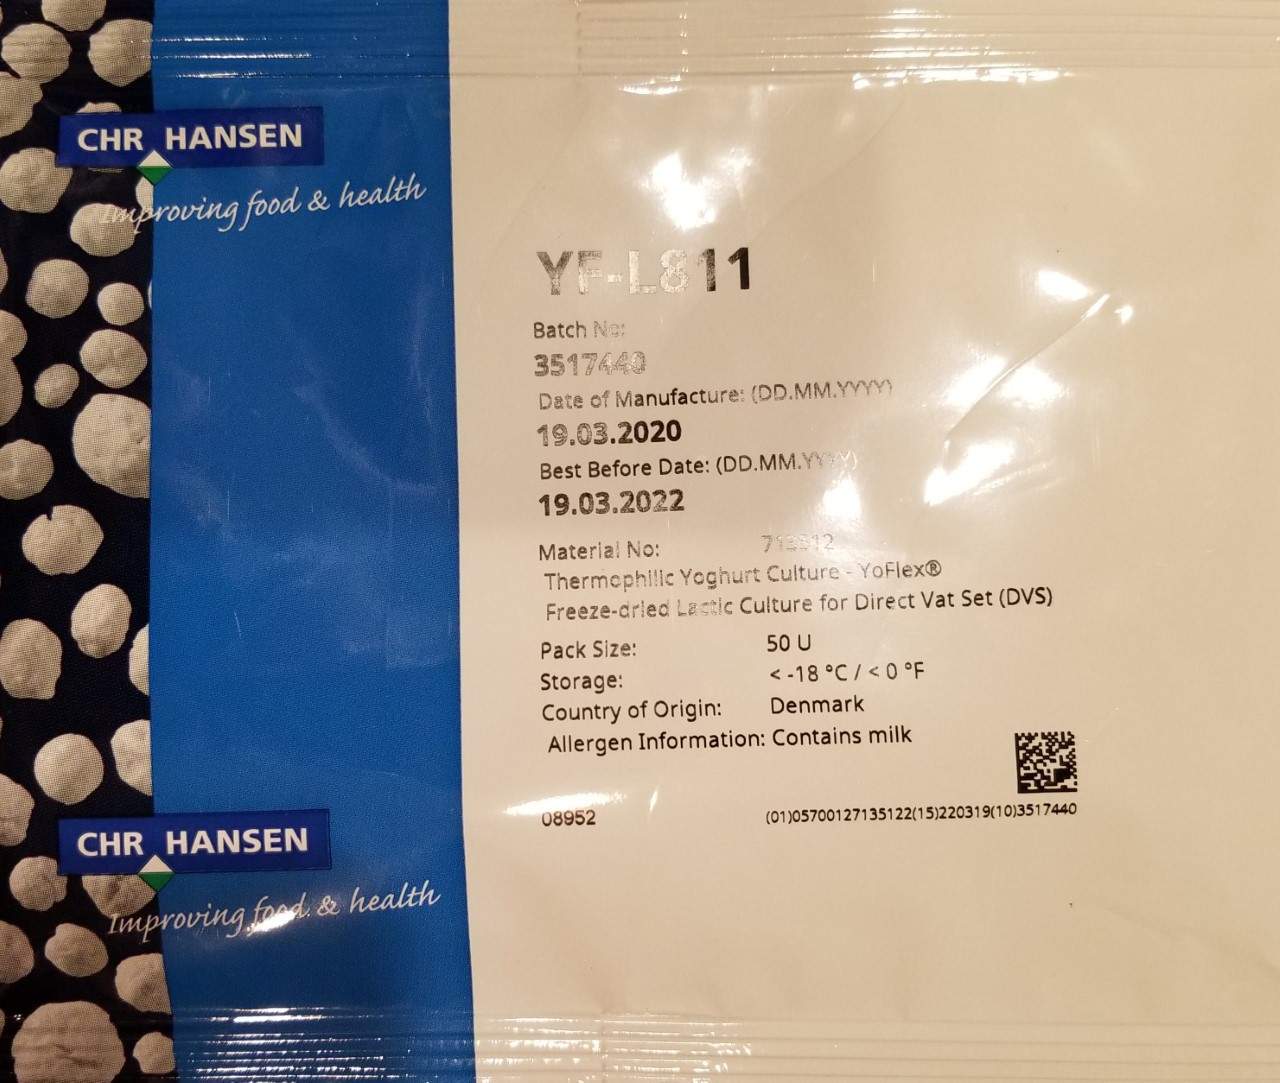 CHR HANSEN
Improving food & health
YF-L811
Batch No:
3517440
Date of Manufacture: (DD.MM.YYYY)
19.03.2020
Best Before Date: (DD.MM.YYYY)
19.03.2022
Material No: 713512
Thermophilic Yoghurt Culture - YoFlex®
Freeze-dried Lactic Culture for Direct Vat Set (DVS)
Pack Size: 50 U
Storage: < -18 °C / < 0 °F
Country of Origin: Denmark
Allergen Information: Contains milk
08952 (01)05700127135122(15)220319(10)3517440
CHR HANSEN
Improving food & health